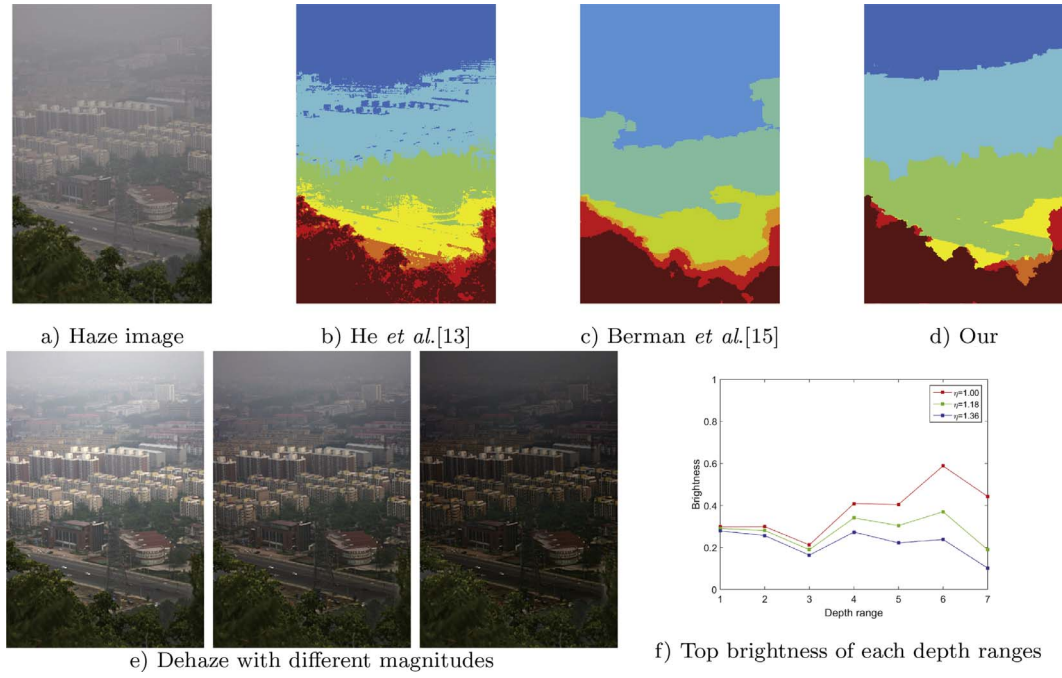 a) Haze image
b) He et al.[13]
c) Berman et al.[15]
d) Our
e) Dehaze with different magnitudes
1
0.8
0.6
0.4
0.2
0
Brightness
η=1.00
η=1.18
η=1.36
1 2 3 4 5 6 7
Depth range
f) Top brightness of each depth ranges